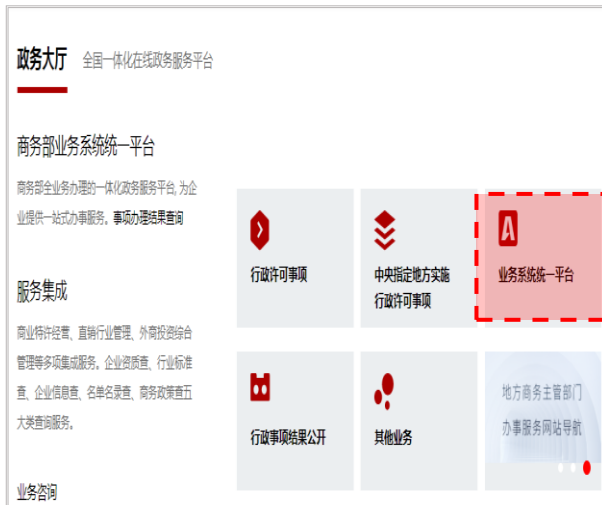 政务大厅 全国一体化在线政务服务平台
商务部业务系统统一平台
商务部全业务办理的一体化政务服务平台,为企
业提供一站式办事服务。事项办理结果查询
服务集成
商业特许经营、直销行业管理、外商投资综合
管理等多项集成服务。企业资质查、行业标准
查、企业信息查、名单名录查、商务政策查五
大类查询服务。
业务咨询
行政许可事项
中央指定地方实施
行政许可事项
业务系统统一平台
行政事项结果公开
其他业务
地方商务主管部门
办事服务网站导航